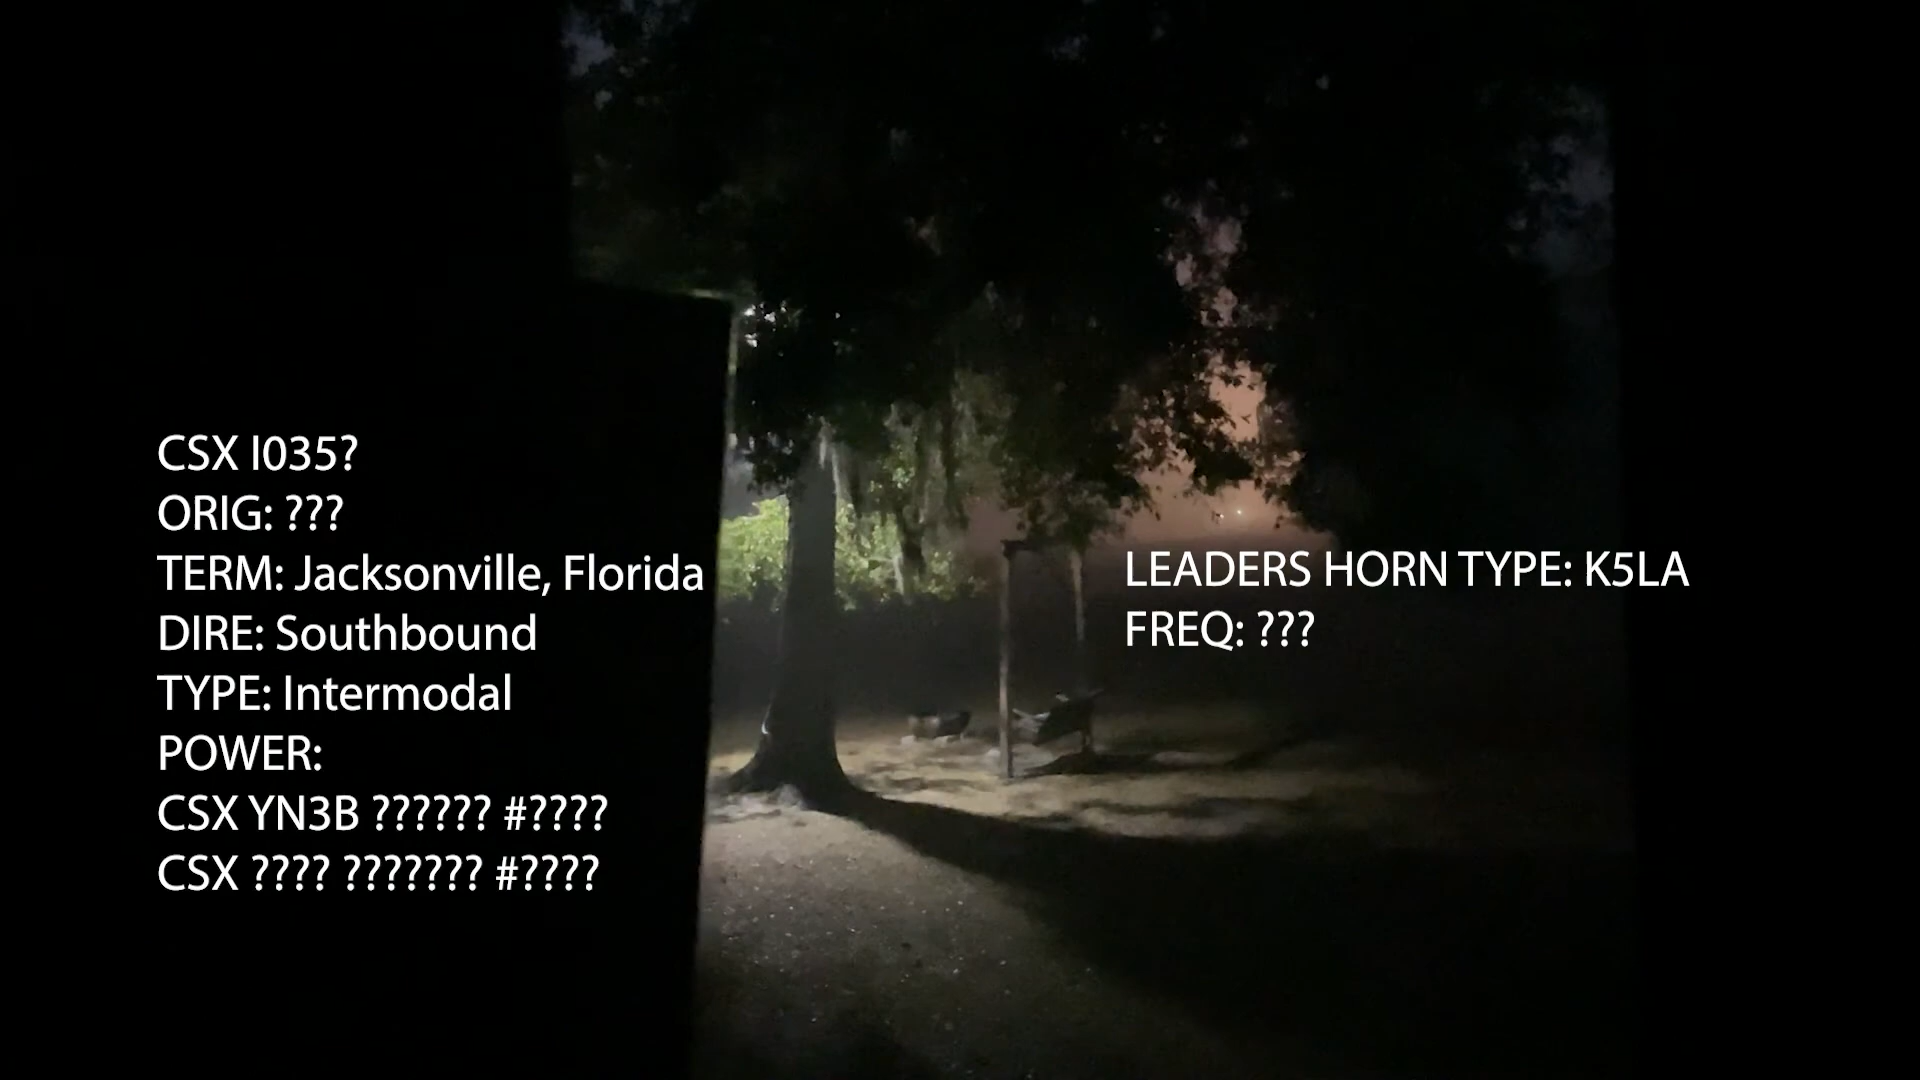 CSX I035?
ORIG: ???
TERM: Jacksonville, Florida
DIRE: Southbound
TYPE: Intermodal
POWER:
CSX YN3B ?????? #????
CSX ???? ??????? #????
LEADERS HORN TYPE: K5LA
FREQ: ???